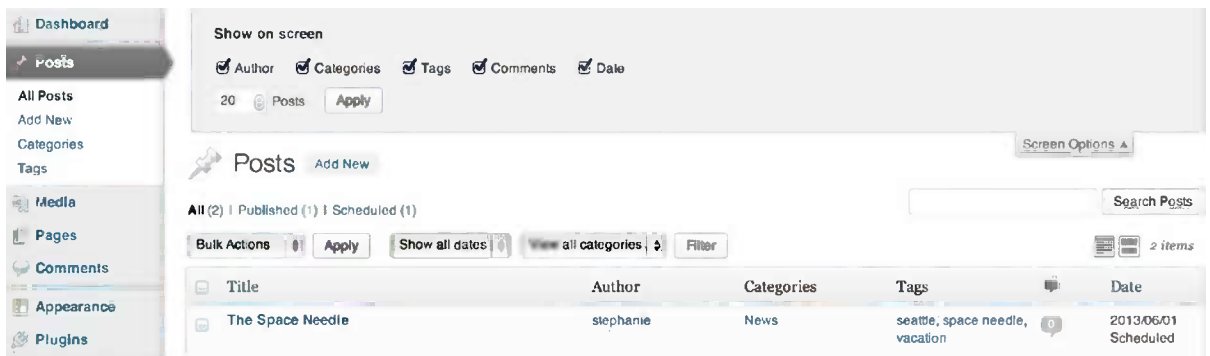 Dashboard
Posts
All Posts
Add New
Categories
Tags
Media
Pages
Comments
Appearance
Plugins
Show on screen
Author Categories Tags Comments Date
20 Posts Apply
Screen Options ▲
Posts Add New
Search Posts
All (2) | Published (1) | Scheduled (1)
Bulk Actions Apply Show all dates View all categories Filter 2 items
Title Author Categories Tags Date
The Space Needle stephanie News seattle, space needle, 0 2013/06/01
vacation Scheduled